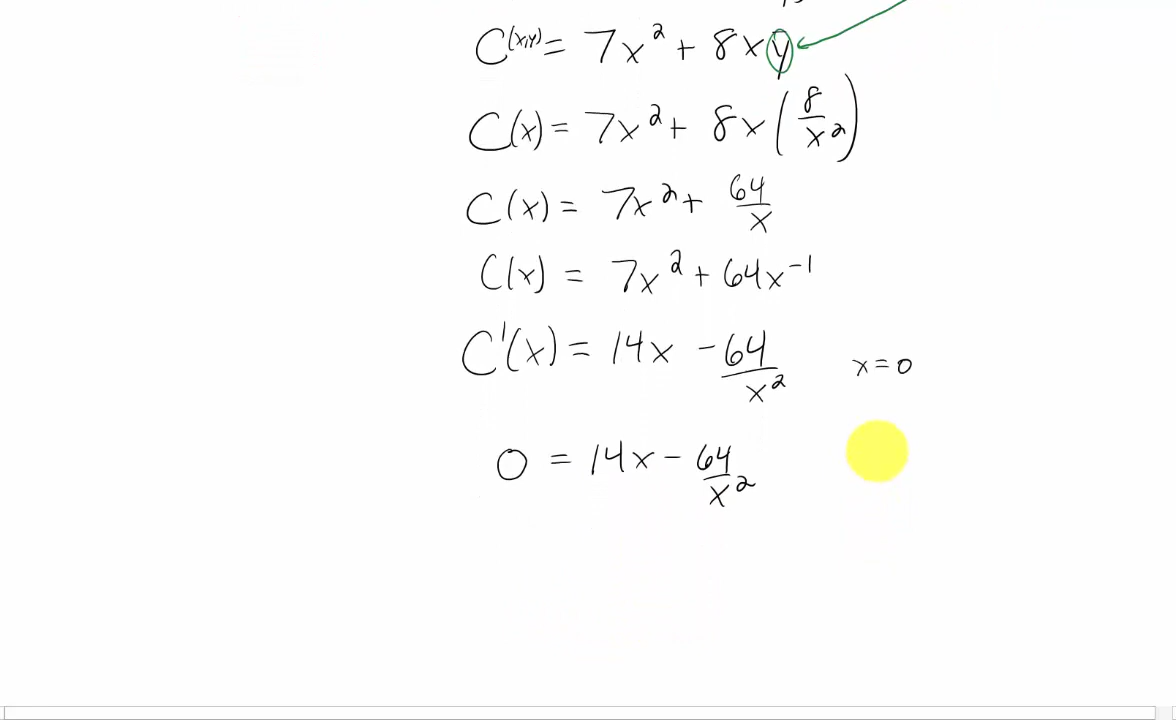 C(x,y) = 7x² + 8xy
C(x) = 7x² + 8x(8/x²)
C(x) = 7x² + 64/x
C(x) = 7x² + 64x⁻¹
C'(x) = 14x - 64/x² x = 0
0 = 14x - 64/x²